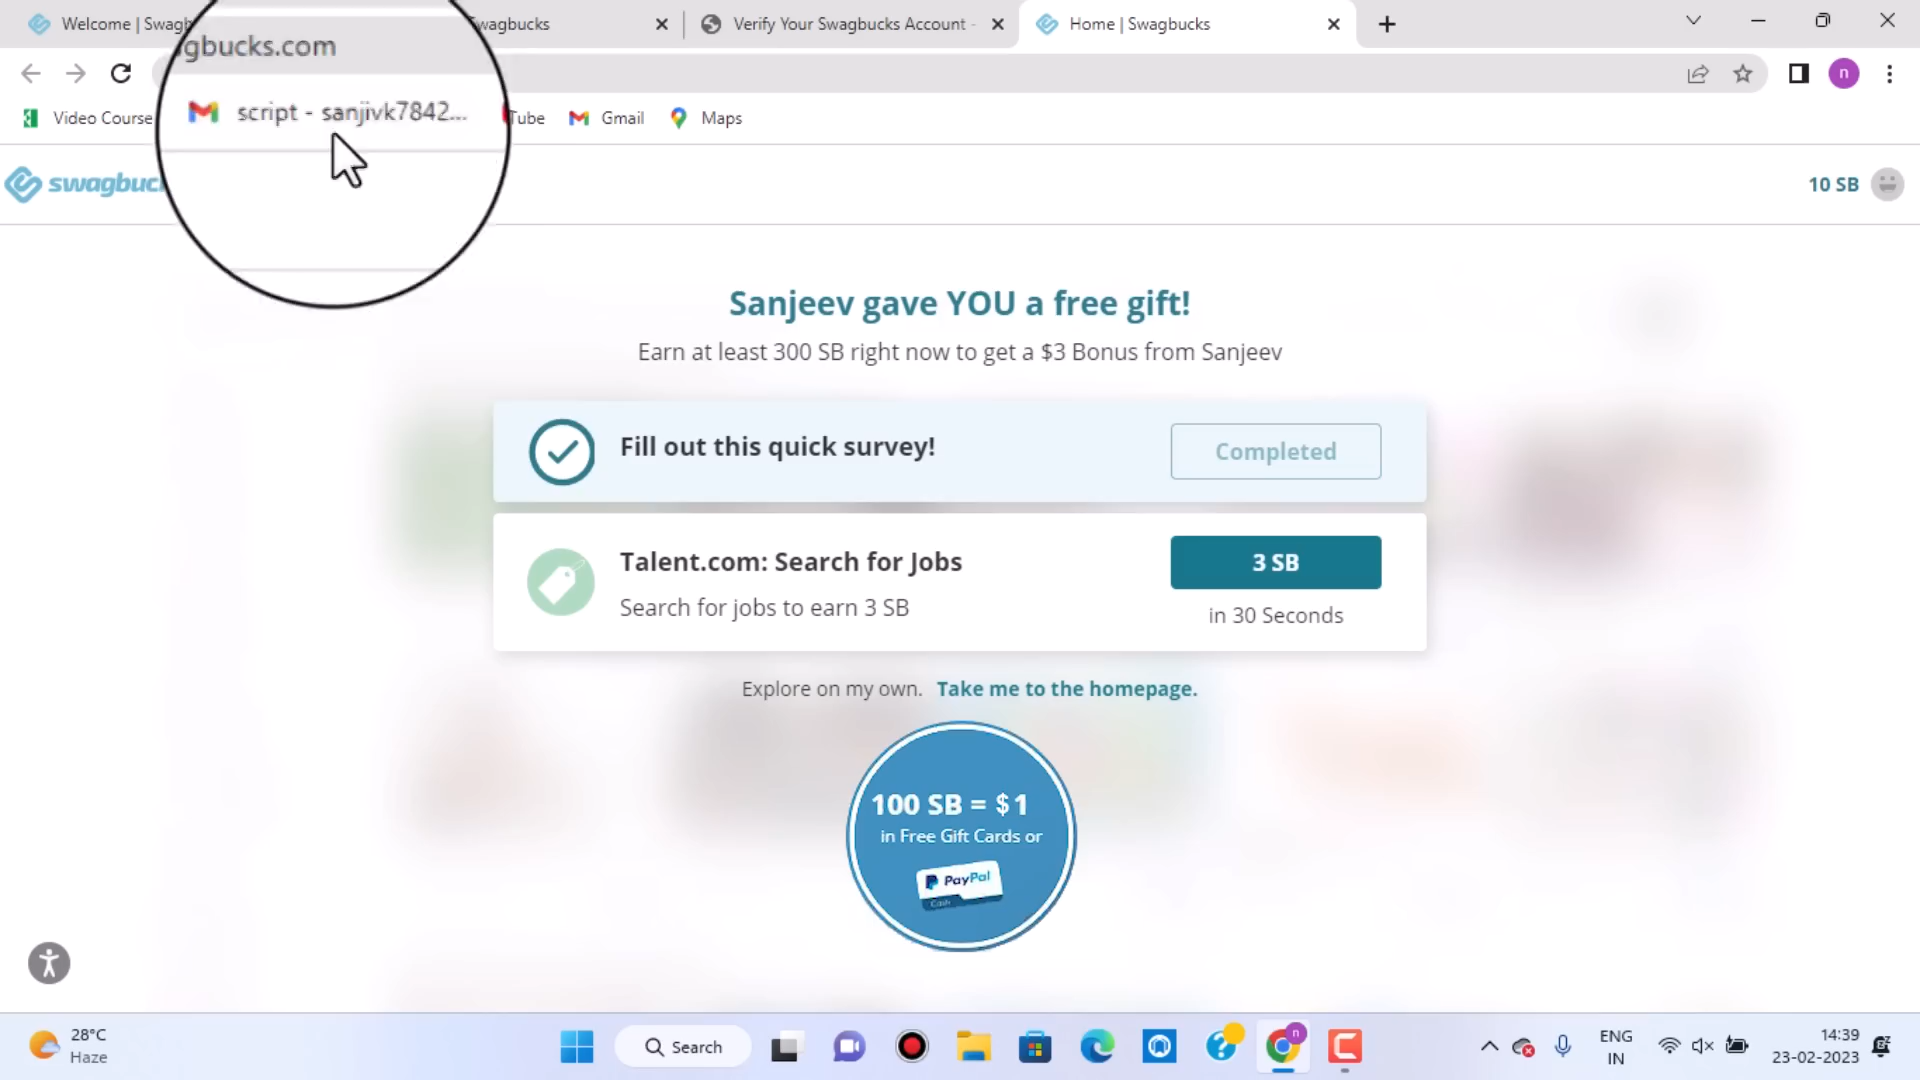 Welcome | Swagb
wagbucks
Verify Your Swagbucks Account -
Home | Swagbucks
gbucks.com
n
Video Course
script - sanjivk7842...
Tube
Gmail
Maps
swagbuc
10 SB
Sanjeev gave YOU a free gift!
Earn at least 300 SB right now to get a $3 Bonus from Sanjeev
Fill out this quick survey!
Completed
Talent.com: Search for Jobs
3 SB
Search for jobs to earn 3 SB
in 30 Seconds
Explore on my own. Take me to the homepage.
100 SB = $1
in Free Gift Cards or
PayPal
Cash
28°C
Haze
Search
n
ENG
IN
14:39
23-02-2023